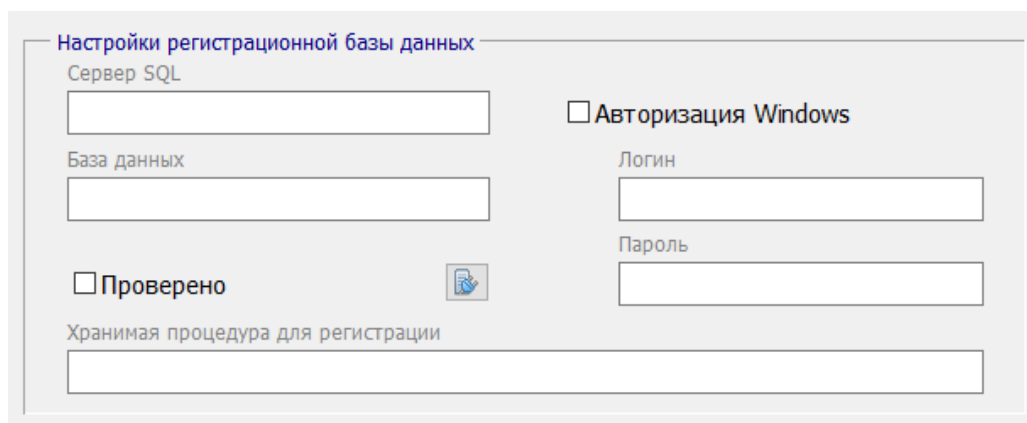 Настройки регистрационной базы данных
Сервер SQL
Авторизация Windows
База данных
Логин
Пароль
Проверено
Хранимая процедура для регистрации